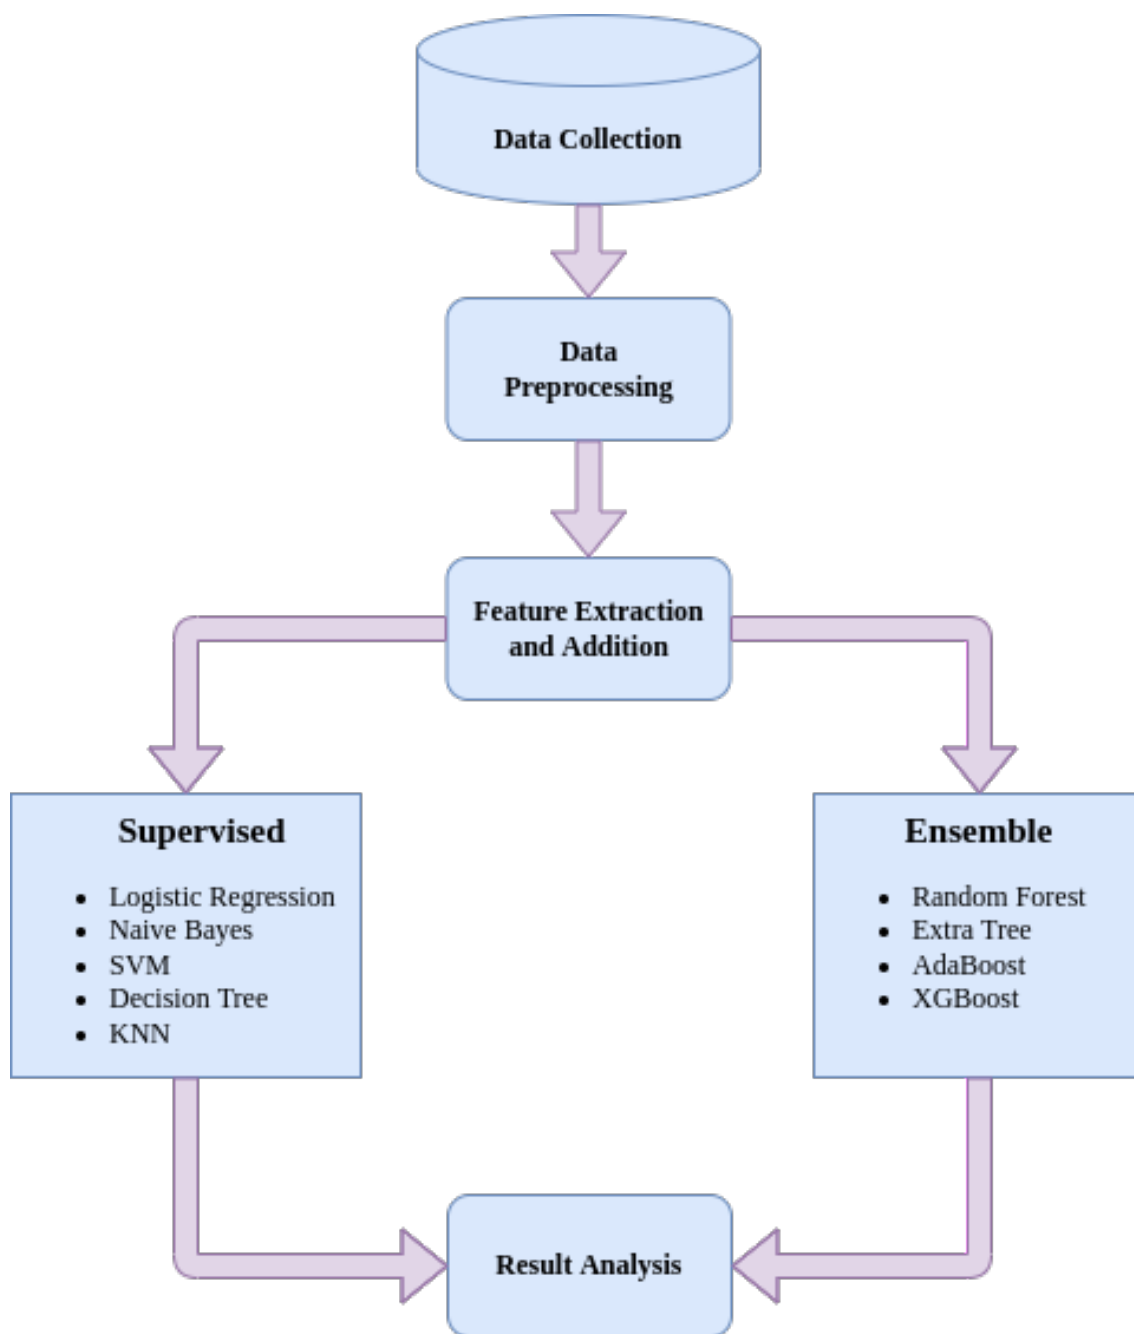 Data Collection
Data
Preprocessing
Feature Extraction
and Addition
Supervised
• Logistic Regression
• Naive Bayes
• SVM
• Decision Tree
• KNN
Ensemble
• Random Forest
• Extra Tree
• AdaBoost
• XGBoost
Result Analysis